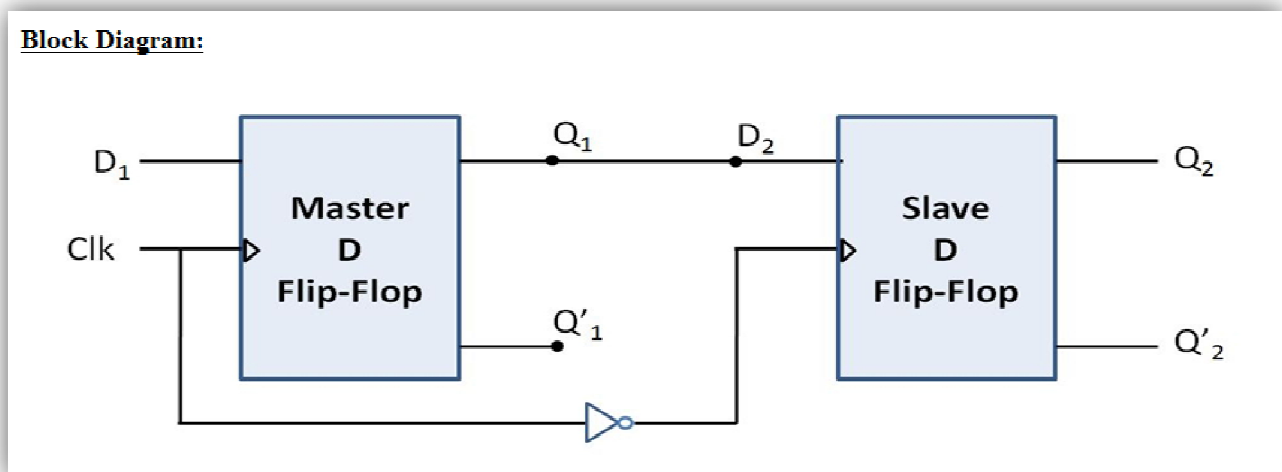 Block Diagram:
D₁
Clk
Master
D
Flip-Flop
Q₁
Q'₁
D₂
Slave
D
Flip-Flop
Q₂
Q'₂